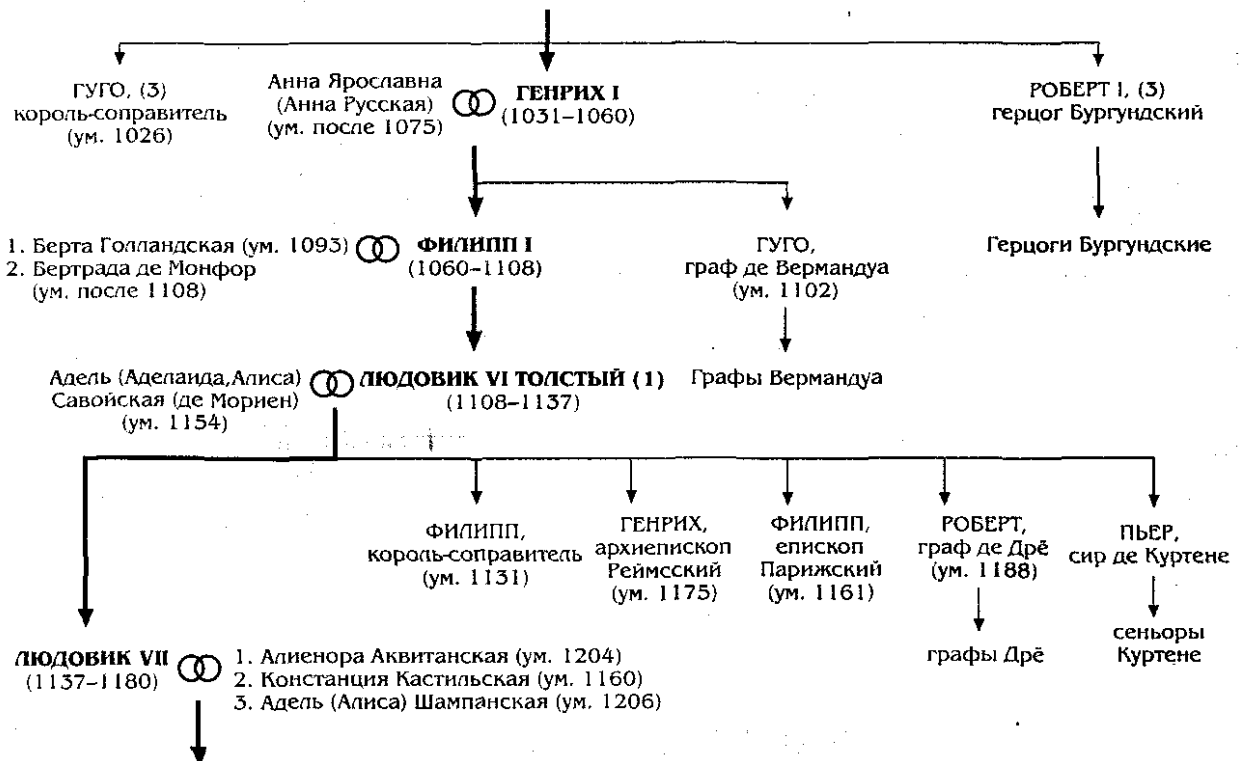 ГУГО, (3)
король-соправитель
(ум. 1026)
Анна Ярославна
(Анна Русская)
(ум. после 1075)
ГЕНРИХ I
(1031–1060)
РОБЕРТ I, (3)
герцог Бургундский
1. Берта Голландская (ум. 1093)
2. Бертрада де Монфор
(ум. после 1108)
ФИЛИПП I
(1060–1108)
ГУГО,
граф де Вермандуа
(ум. 1102)
Герцоги Бургундские
Адель (Аделаида,Алиса)
Савойская (де Мориен)
(ум. 1154)
ЛЮДОВИК VI ТОЛСТЫЙ (1)
(1108–1137)
Графы Вермандуа
ФИЛИПП,
король-соправитель
(ум. 1131)
ГЕНРИХ,
архиепископ
Реймсский
(ум. 1175)
ФИЛИПП,
епископ
Парижский
(ум. 1161)
РОБЕРТ,
граф де Дрё
(ум. 1188)
графы Дрё
ПЬЕР,
сир де Куртене
сеньоры
Куртене
ЛЮДОВИК VII
(1137–1180)
1. Алиенора Аквитанская (ум. 1204)
2. Констанция Кастильская (ум. 1160)
3. Адель (Алиса) Шампанская (ум. 1206)